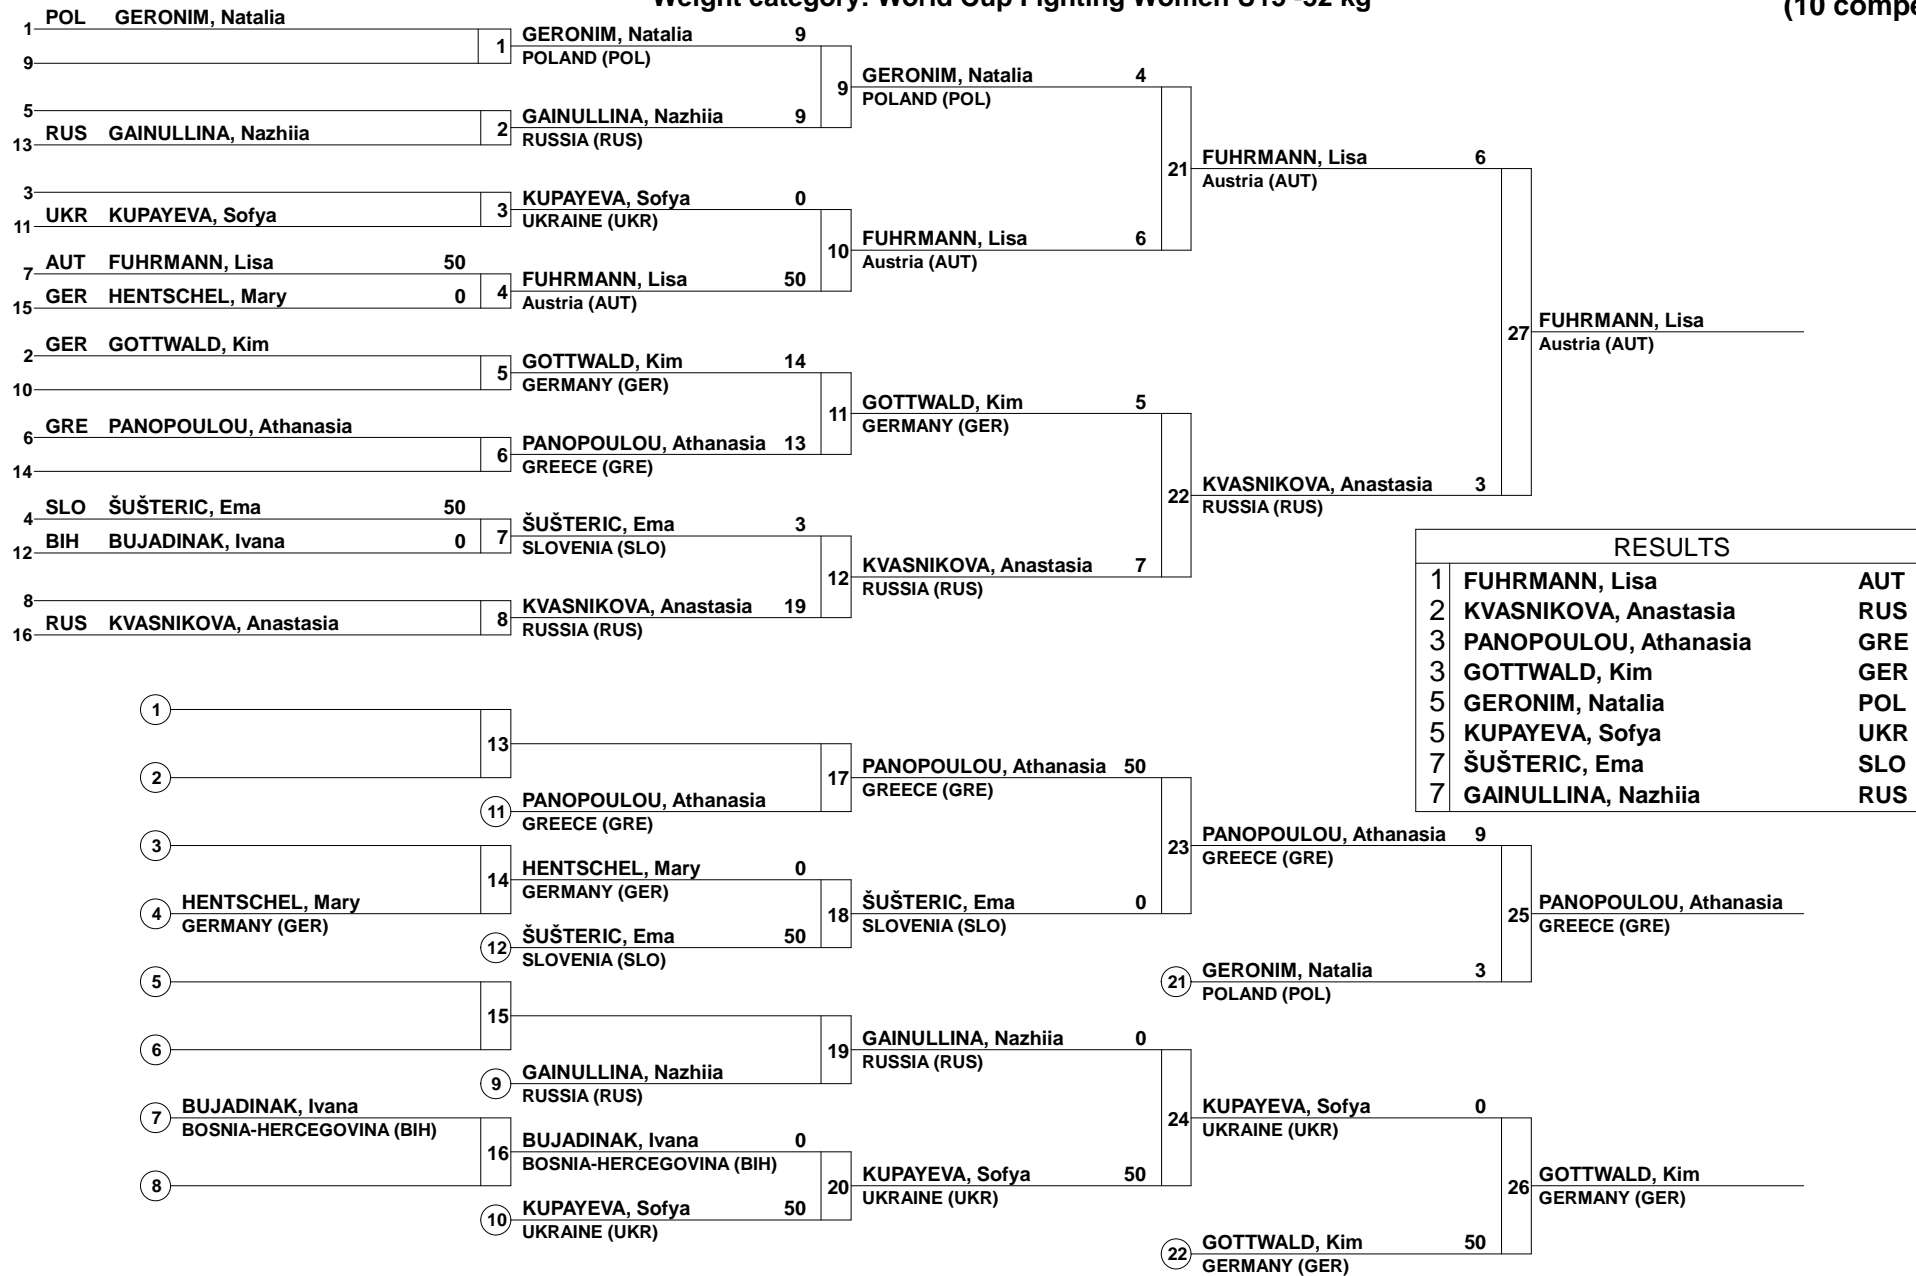 Weight category: World Cup Fighting Women U15 -52 kg
(10 compe
1 POL GERONIM, Natalia
9
1
GERONIM, Natalia 9
POLAND (POL)
5
13 RUS GAINULLINA, Nazhiia
2
GAINULLINA, Nazhiia 9
RUSSIA (RUS)
9
GERONIM, Natalia 4
POLAND (POL)
3
11 UKR KUPAYEVA, Sofya
3
KUPAYEVA, Sofya 0
UKRAINE (UKR)
7 AUT FUHRMANN, Lisa 50
15 GER HENTSCHEL, Mary 0
4
FUHRMANN, Lisa 50
Austria (AUT)
10
FUHRMANN, Lisa 6
Austria (AUT)
21
FUHRMANN, Lisa 6
Austria (AUT)
2 GER GOTTWALD, Kim
10
5
GOTTWALD, Kim 14
GERMANY (GER)
6 GRE PANOPOULOU, Athanasia
14
6
PANOPOULOU, Athanasia 13
GREECE (GRE)
11
GOTTWALD, Kim 5
GERMANY (GER)
4 SLO ŠUŠTERIC, Ema 50
12 BIH BUJADINAK, Ivana 0
7
ŠUŠTERIC, Ema 3
SLOVENIA (SLO)
8
16 RUS KVASNIKOVA, Anastasia
8
KVASNIKOVA, Anastasia 19
RUSSIA (RUS)
12
KVASNIKOVA, Anastasia 7
RUSSIA (RUS)
22
KVASNIKOVA, Anastasia 3
RUSSIA (RUS)
27
FUHRMANN, Lisa
Austria (AUT)
RESULTS
1 FUHRMANN, Lisa AUT
2 KVASNIKOVA, Anastasia RUS
3 PANOPOULOU, Athanasia GRE
3 GOTTWALD, Kim GER
5 GERONIM, Natalia POL
5 KUPAYEVA, Sofya UKR
7 ŠUŠTERIC, Ema SLO
7 GAINULLINA, Nazhiia RUS
1
2
13
11 PANOPOULOU, Athanasia
GREECE (GRE)
17
PANOPOULOU, Athanasia 50
GREECE (GRE)
3
4 HENTSCHEL, Mary
GERMANY (GER)
14
HENTSCHEL, Mary 0
GERMANY (GER)
12 ŠUŠTERIC, Ema 50
SLOVENIA (SLO)
18
ŠUŠTERIC, Ema 0
SLOVENIA (SLO)
23
PANOPOULOU, Athanasia 9
GREECE (GRE)
21 GERONIM, Natalia 3
POLAND (POL)
25
PANOPOULOU, Athanasia
GREECE (GRE)
5
6
15
9 GAINULLINA, Nazhiia
RUSSIA (RUS)
19
GAINULLINA, Nazhiia 0
RUSSIA (RUS)
7 BUJADINAK, Ivana
BOSNIA-HERCEGOVINA (BIH)
8
16
BUJADINAK, Ivana 0
BOSNIA-HERCEGOVINA (BIH)
10 KUPAYEVA, Sofya 50
UKRAINE (UKR)
20
KUPAYEVA, Sofya 50
UKRAINE (UKR)
24
KUPAYEVA, Sofya 0
UKRAINE (UKR)
22 GOTTWALD, Kim 50
GERMANY (GER)
26
GOTTWALD, Kim
GERMANY (GER)